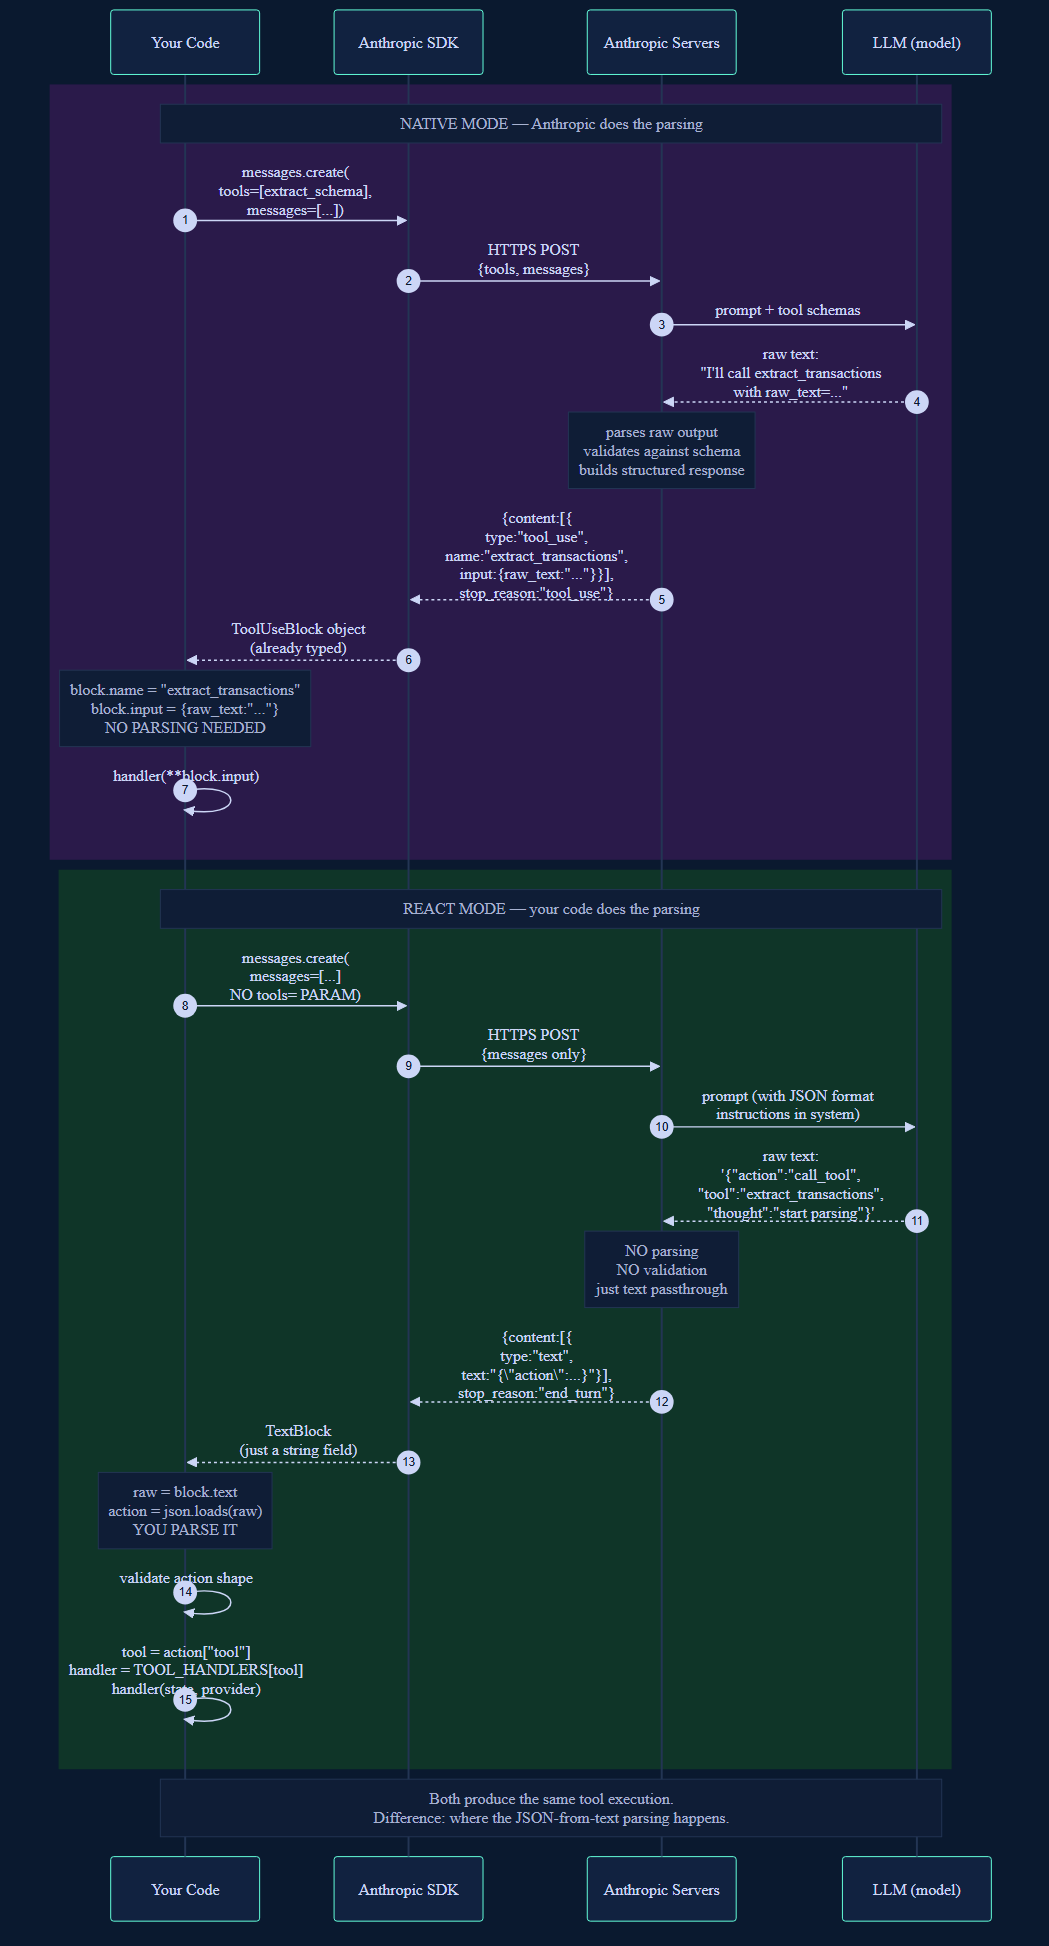 Your Code
Anthropic SDK
Anthropic Servers
LLM (model)
NATIVE MODE — Anthropic does the parsing
messages.create(
tools=[extract_schema],
messages=[...])
1
HTTPS POST
{tools, messages}
2
prompt + tool schemas
3
raw text:
"I'll call extract_transactions
with raw_text=..."
4
parses raw output
validates against schema
builds structured response
{content:[{
type:"tool_use",
name:"extract_transactions",
input:{raw_text:"..."}}],
stop_reason:"tool_use"}
5
ToolUseBlock object
(already typed)
6
block.name = "extract_transactions"
block.input = {raw_text:"..."}
NO PARSING NEEDED
handler(**block.input)
7
REACT MODE — your code does the parsing
messages.create(
messages=[...]
NO tools= PARAM)
8
HTTPS POST
{messages only}
9
prompt (with JSON format
instructions in system)
10
raw text:
'{"action":"call_tool",
"tool":"extract_transactions",
"thought":"start parsing"}'
11
NO parsing
NO validation
just text passthrough
{content:[{
type:"text",
text:"{\"action\":...}"}],
stop_reason:"end_turn"}
12
TextBlock
(just a string field)
13
raw = block.text
action = json.loads(raw)
YOU PARSE IT
validate action shape
14
tool = action["tool"]
handler = TOOL_HANDLERS[tool]
handler(state, provider)
15
Both produce the same tool execution.
Difference: where the JSON-from-text parsing happens.
Your Code
Anthropic SDK
Anthropic Servers
LLM (model)